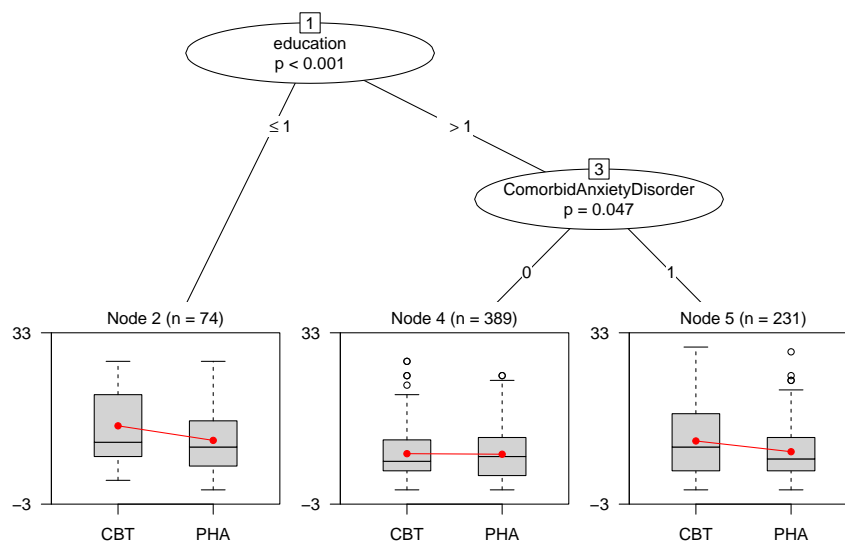 1
education
p < 0.001
≤ 1
> 1
3
ComorbidAnxietyDisorder
p = 0.047
0
1
Node 2 (n = 74)
33
−3
CBT
PHA
Node 4 (n = 389)
33
−3
CBT
PHA
Node 5 (n = 231)
33
−3
CBT
PHA